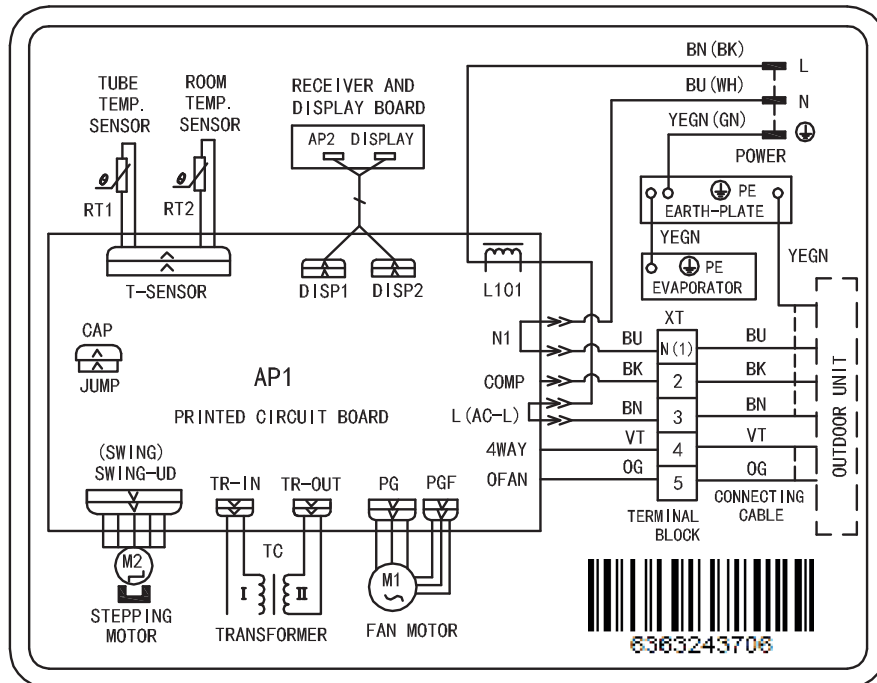 BN(BK)
L
BU(WH)
N
YEGN(GN)
POWER
TUBE
TEMP.
SENSOR
ROOM
TEMP.
SENSOR
RECEIVER AND
DISPLAY BOARD
AP2 DISPLAY
θ
RT1
θ
RT2
PE
EARTH-PLATE
YEGN
YEGN
PE
EVAPORATOR
T-SENSOR
DISP1
DISP2
L101
CAP
JUMP
AP1
PRINTED CIRCUIT BOARD
N1
COMP
L(AC-L)
4WAY
OFAN
BU
BK
BN
VT
OG
XT
N(1)
2
3
4
5
BU
BK
BN
VT
OG
OUTDOOR UNIT
TERMINAL
BLOCK
CONNECTING
CABLE
(SWING)
SWING-UD
M2
STEPPING
MOTOR
TR-IN
TR-OUT
TC
I
II
TRANSFORMER
PG
PGF
M1
FAN MOTOR
6363243706